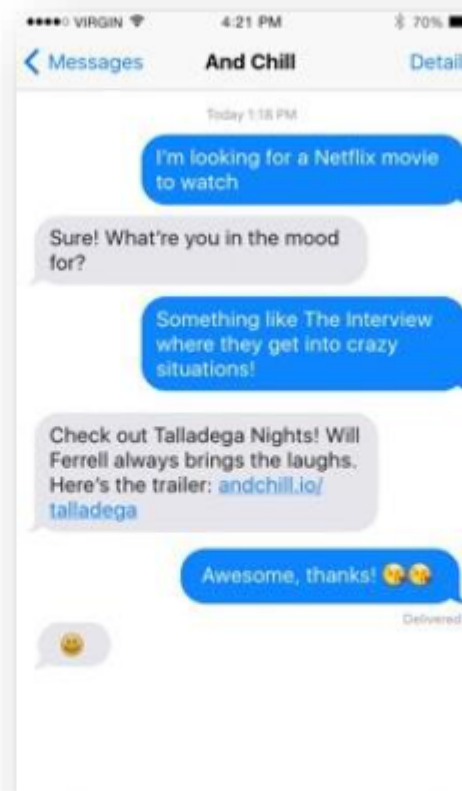 VIRGIN 4:21 PM 70%
Messages And Chill Detail
Today 1:18 PM
I'm looking for a Netflix movie
to watch
Sure! What're you in the mood
for?
Something like The Interview
where they get into crazy
situations!
Check out Talladega Nights! Will
Ferrell always brings the laughs.
Here's the trailer: andchill.io/
talladega
Awesome, thanks! 😘😘
Delivered
😀